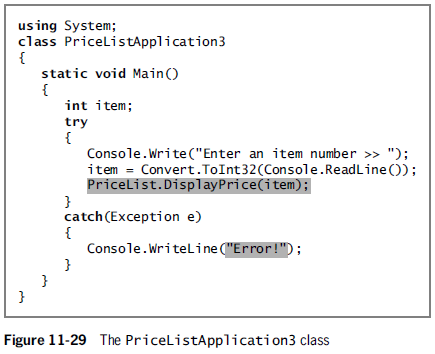 using System;
class PriceListApplication3
{
   static void Main()
   {
      int item;
      try
      {
         Console.Write("Enter an item number >> ");
         item = Convert.ToInt32(Console.ReadLine());
         PriceList.DisplayPrice(item);
      }
      catch(Exception e)
      {
         Console.WriteLine("Error!");
      }
   }
}
Figure 11-29 The PriceListApplication3 class